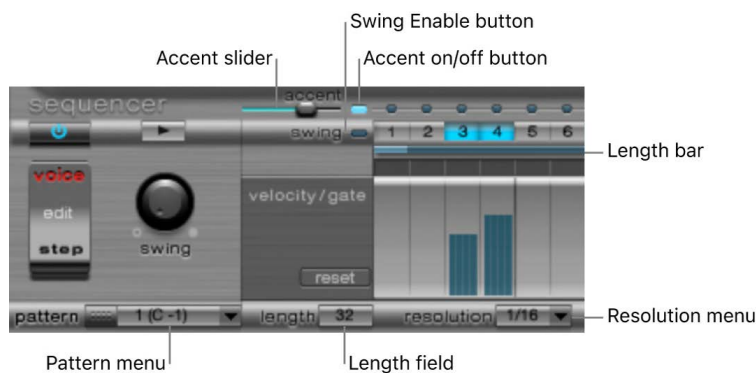 Swing Enable button
Accent slider
Accent on/off button
accent
sequencer
swing 1 2 3 4 5 6
Length bar
voice
velocity/gate
edit
step
swing
reset
pattern 1 (C -1) length 32 resolution 1/16
Resolution menu
Pattern menu
Length field